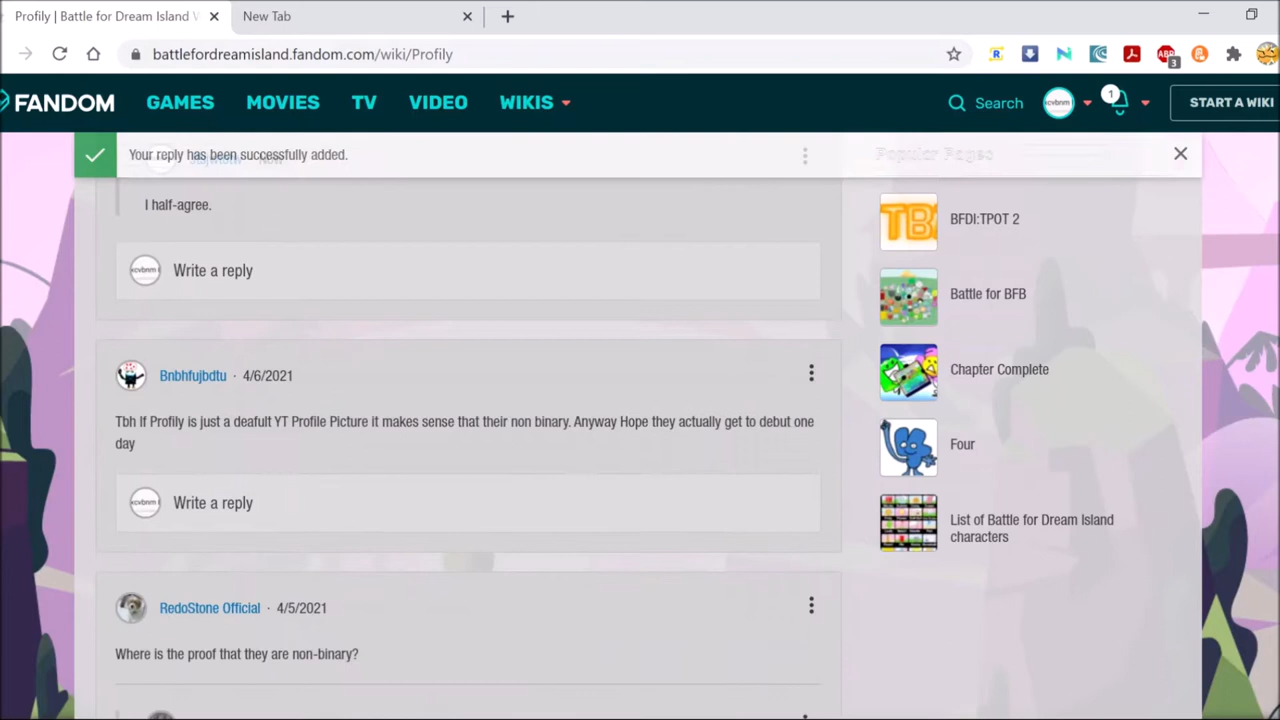 Profily | Battle for Dream Island
New Tab
battlefordreamisland.fandom.com/wiki/Profily
3
FANDOM
GAMES
MOVIES
TV
VIDEO
WIKIS
Search
1
START A WIKI
Your reply has been successfully added.
Popular Pages
I half-agree.
Write a reply
BFDI:TPOT 2
Battle for BFB
Chapter Complete
Four
List of Battle for Dream Island
characters
Bnbhfujbdtu · 4/6/2021
Tbh If Profily is just a deafult YT Profile Picture it makes sense that their non binary. Anyway Hope they actually get to debut one
day
Write a reply
RedoStone Official · 4/5/2021
Where is the proof that they are non-binary?